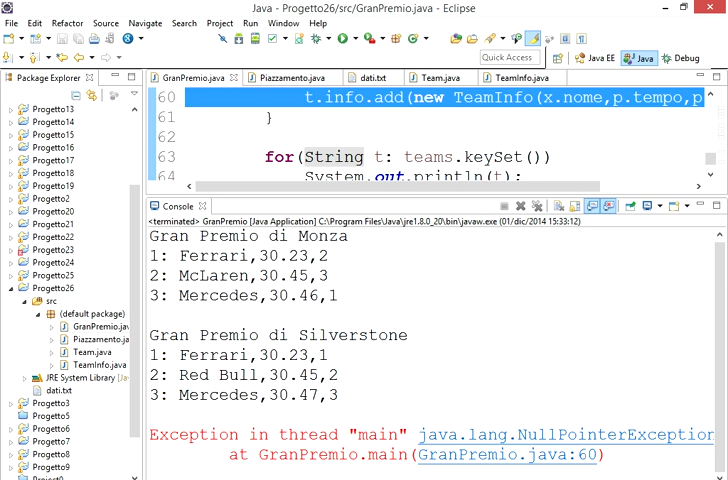 Java - Progetto26/src/GranPremio.java - Eclipse
File Edit Source Refactor Navigate Search Project Run Window Help
Quick Access Java EE Java Debug
Package Explorer
GranPremio.java Piazzamento.java dati.txt Team.java TeamInfo.java
Progetto13
Progetto14
Progetto15
Progetto16
Progetto17
Progetto18
Progetto19
Progetto2
Progetto20
Progetto21
Progetto22
Progetto23
Progetto24
Progetto25
Progetto26
src
(default package)
GranPremio.jav
Piazzamento.ja
Team.java
TeamInfo.java
JRE System Library [Ja
dati.txt
Progetto3
Progetto5
Progetto6
Progetto7
Progetto8
Progetto9
60 t.info.add(new TeamInfo(x.nome,p.tempo,p
61 }
62
63 for(String t: teams.keySet())
64 System.out.println(t);
Console
<terminated> GranPremio [Java Application] C:\Program Files\Java\jre1.8.0_20\bin\javaw.exe (01/dic/2014 15:33:12)
Gran Premio di Monza
1: Ferrari,30.23,2
2: McLaren,30.45,3
3: Mercedes,30.46,1
Gran Premio di Silverstone
1: Ferrari,30.23,1
2: Red Bull,30.45,2
3: Mercedes,30.47,3
Exception in thread "main" java.lang.NullPointerException
at GranPremio.main(GranPremio.java:60)